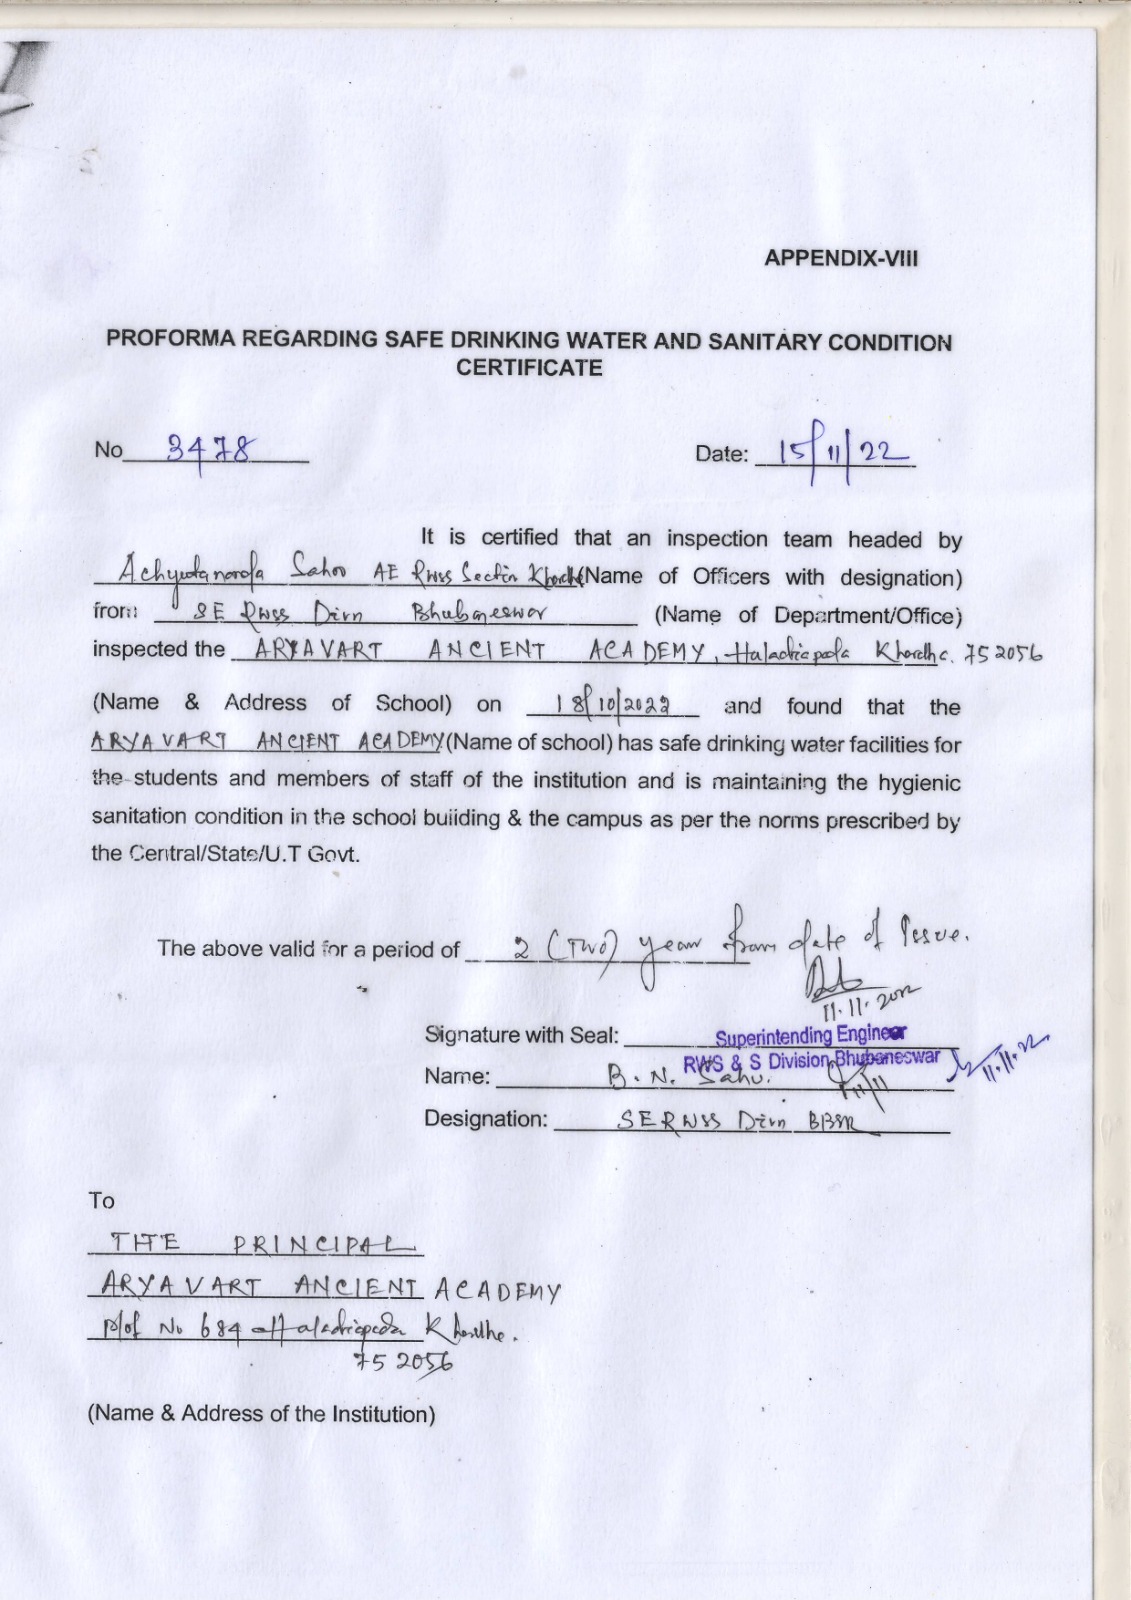 APPENDIX-VIII
PROFORMA REGARDING SAFE DRINKING WATER AND SANITARY CONDITION
CERTIFICATE
No 3478 Date: 15/11/22
It is certified that an inspection team headed by
Achyutananda Sahoo AE RWSS Section Khordha (Name of Officers with designation)
from SE RWSS Divn Bhubaneswar (Name of Department/Office)
inspected the ARYAVART ANCIENT ACADEMY, Haladiapada Khordha. 752056
(Name & Address of School) on 18/10/2022 and found that the
ARYAVART ANCIENT ACADEMY (Name of school) has safe drinking water facilities for
the students and members of staff of the institution and is maintaining the hygienic
sanitation condition in the school building & the campus as per the norms prescribed by
the Central/State/U.T Govt.
The above valid for a period of 2 (Two) year from date of Issue.
11.11.2022
Signature with Seal: Superintending Engineer
RWS & S Division, Bhubaneswar 11.11.22
Name: B. N. Sahu. 11/11
Designation: SE RWSS Divn BBSR
To
THE PRINCIPAL
ARYAVART ANCIENT ACADEMY
plot No 684 Haladiapada Khordha.
752056
(Name & Address of the Institution)